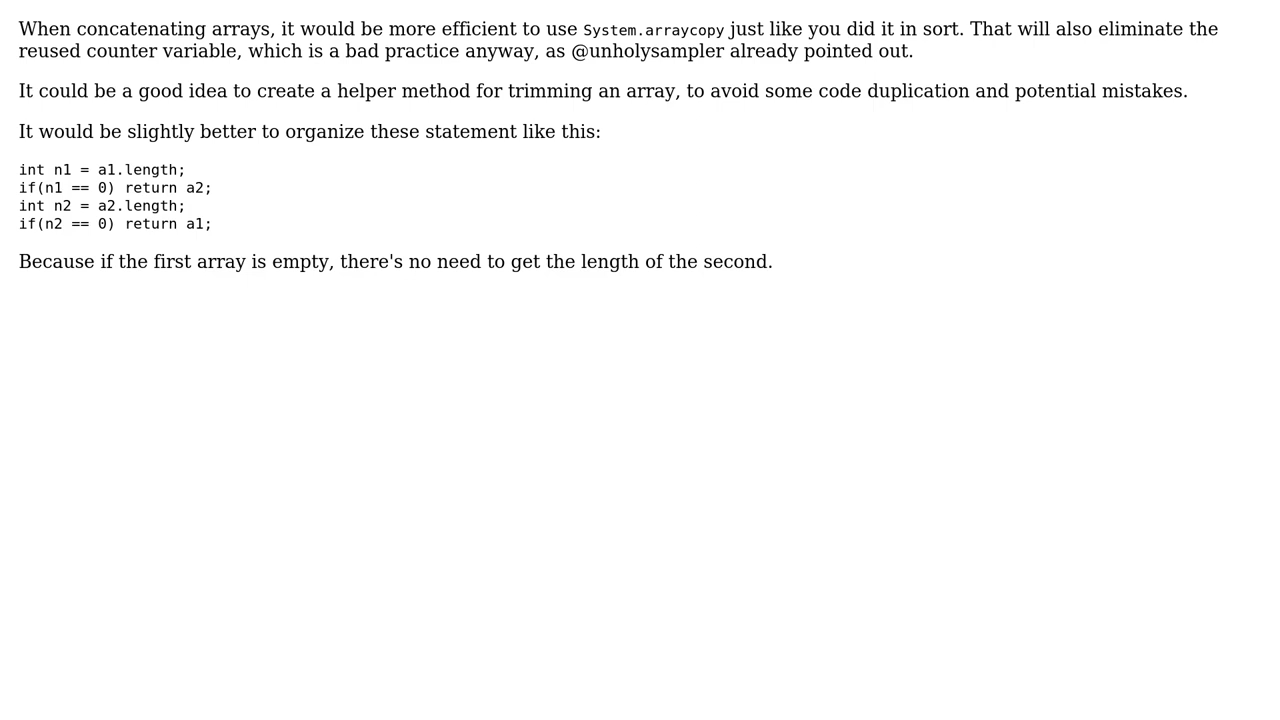 When concatenating arrays, it would be more efficient to use System.arraycopy just like you did it in sort. That will also eliminate the
reused counter variable, which is a bad practice anyway, as @unholysampler already pointed out.
It could be a good idea to create a helper method for trimming an array, to avoid some code duplication and potential mistakes.
It would be slightly better to organize these statement like this:
int n1 = a1.length;
if(n1 == 0) return a2;
int n2 = a2.length;
if(n2 == 0) return a1;
Because if the first array is empty, there's no need to get the length of the second.